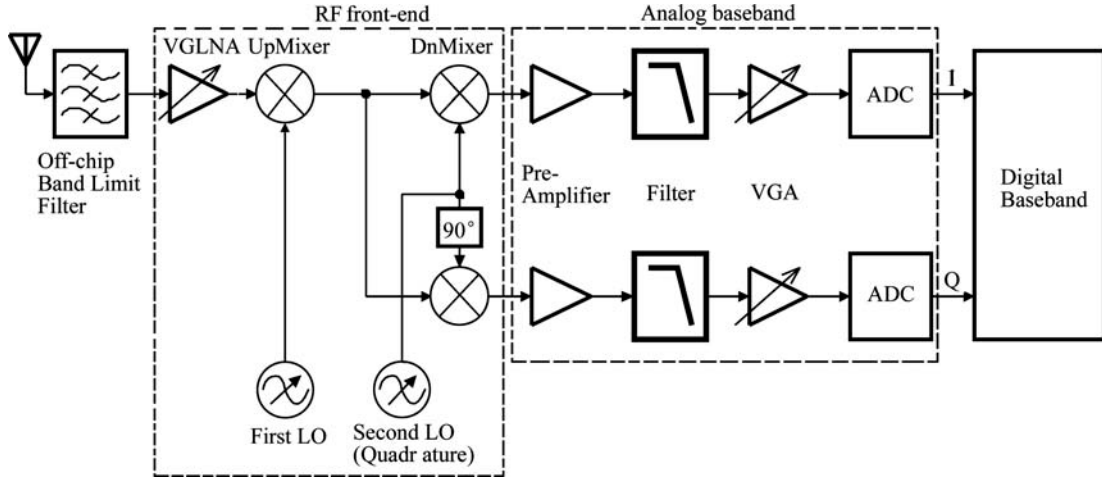 RF front-end
Analog baseband
VGLNA
UpMixer
DnMixer
ADC
I
Off-chip
Band Limit
Filter
Pre-
Amplifier
Filter
VGA
Digital
Baseband
90°
ADC
Q
First LO
Second LO
(Quadr ature)